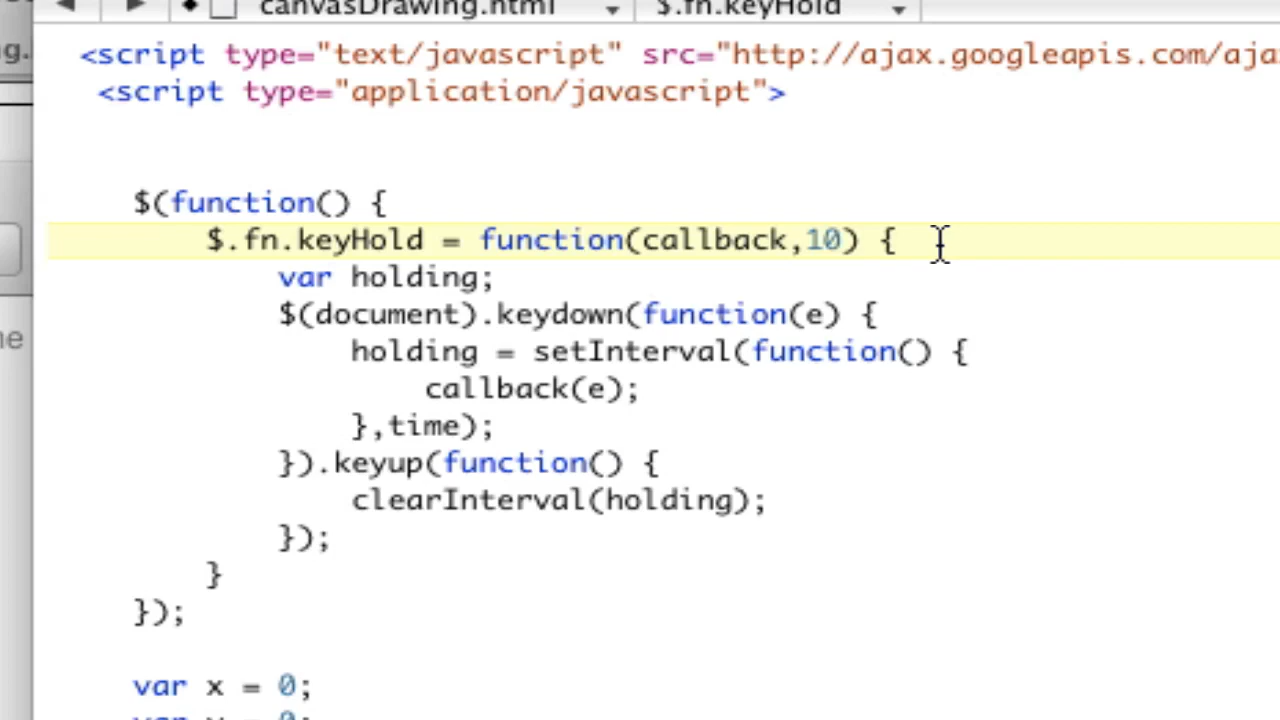 canvasDrawing.html $.fn.keyHold
<script type="text/javascript" src="http://ajax.googleapis.com/aja
<script type="application/javascript">
$(function() {
$.fn.keyHold = function(callback,10) {
var holding;
$(document).keydown(function(e) {
holding = setInterval(function() {
callback(e);
},time);
}).keyup(function() {
clearInterval(holding);
});
}
});
var x = 0;